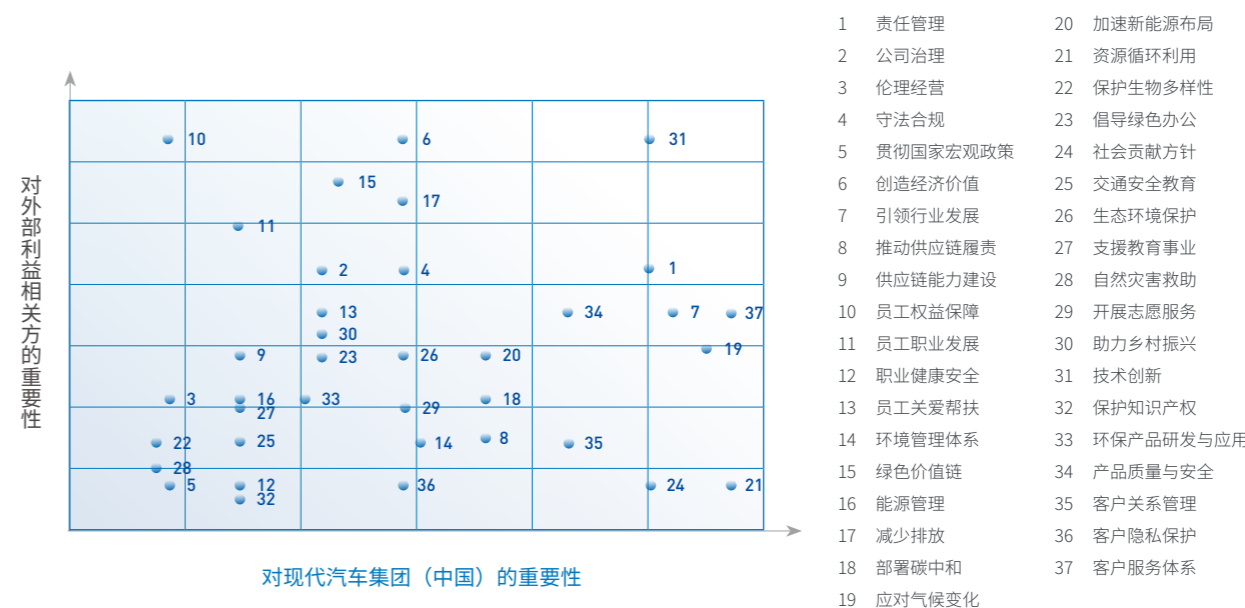 对外部利益相关方的重要性
10
6
31
15
17
11
2
4
1
13
34
7
37
30
9
23
26
20
19
3
16
33
18
27
29
22
25
14
8
35
28
5
12
36
24
21
32
对现代汽车集团（中国）的重要性
1 责任管理
2 公司治理
3 伦理经营
4 守法合规
5 贯彻国家宏观政策
6 创造经济价值
7 引领行业发展
8 推动供应链履责
9 供应链能力建设
10 员工权益保障
11 员工职业发展
12 职业健康安全
13 员工关爱帮扶
14 环境管理体系
15 绿色价值链
16 能源管理
17 减少排放
18 部署碳中和
19 应对气候变化
20 加速新能源布局
21 资源循环利用
22 保护生物多样性
23 倡导绿色办公
24 社会贡献方针
25 交通安全教育
26 生态环境保护
27 支援教育事业
28 自然灾害救助
29 开展志愿服务
30 助力乡村振兴
31 技术创新
32 保护知识产权
33 环保产品研发与应用
34 产品质量与安全
35 客户关系管理
36 客户隐私保护
37 客户服务体系